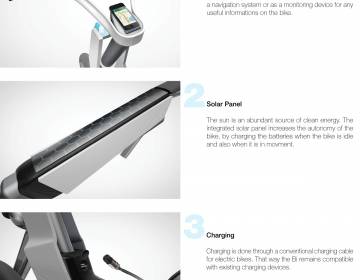 a navigation system or as a monitoring device for any
useful informations on the bike.
2
Solar Panel
The sun is an abundant source of clean energy. The
integrated solar panel increases the autonomy of the
bike, by charging the batteries when the bike is idle
and also when it is in movment.
3
Charging
Charging is done through a conventional charging cable
for electric bikes. That way the Bi remains compatible
with existing charging devices.